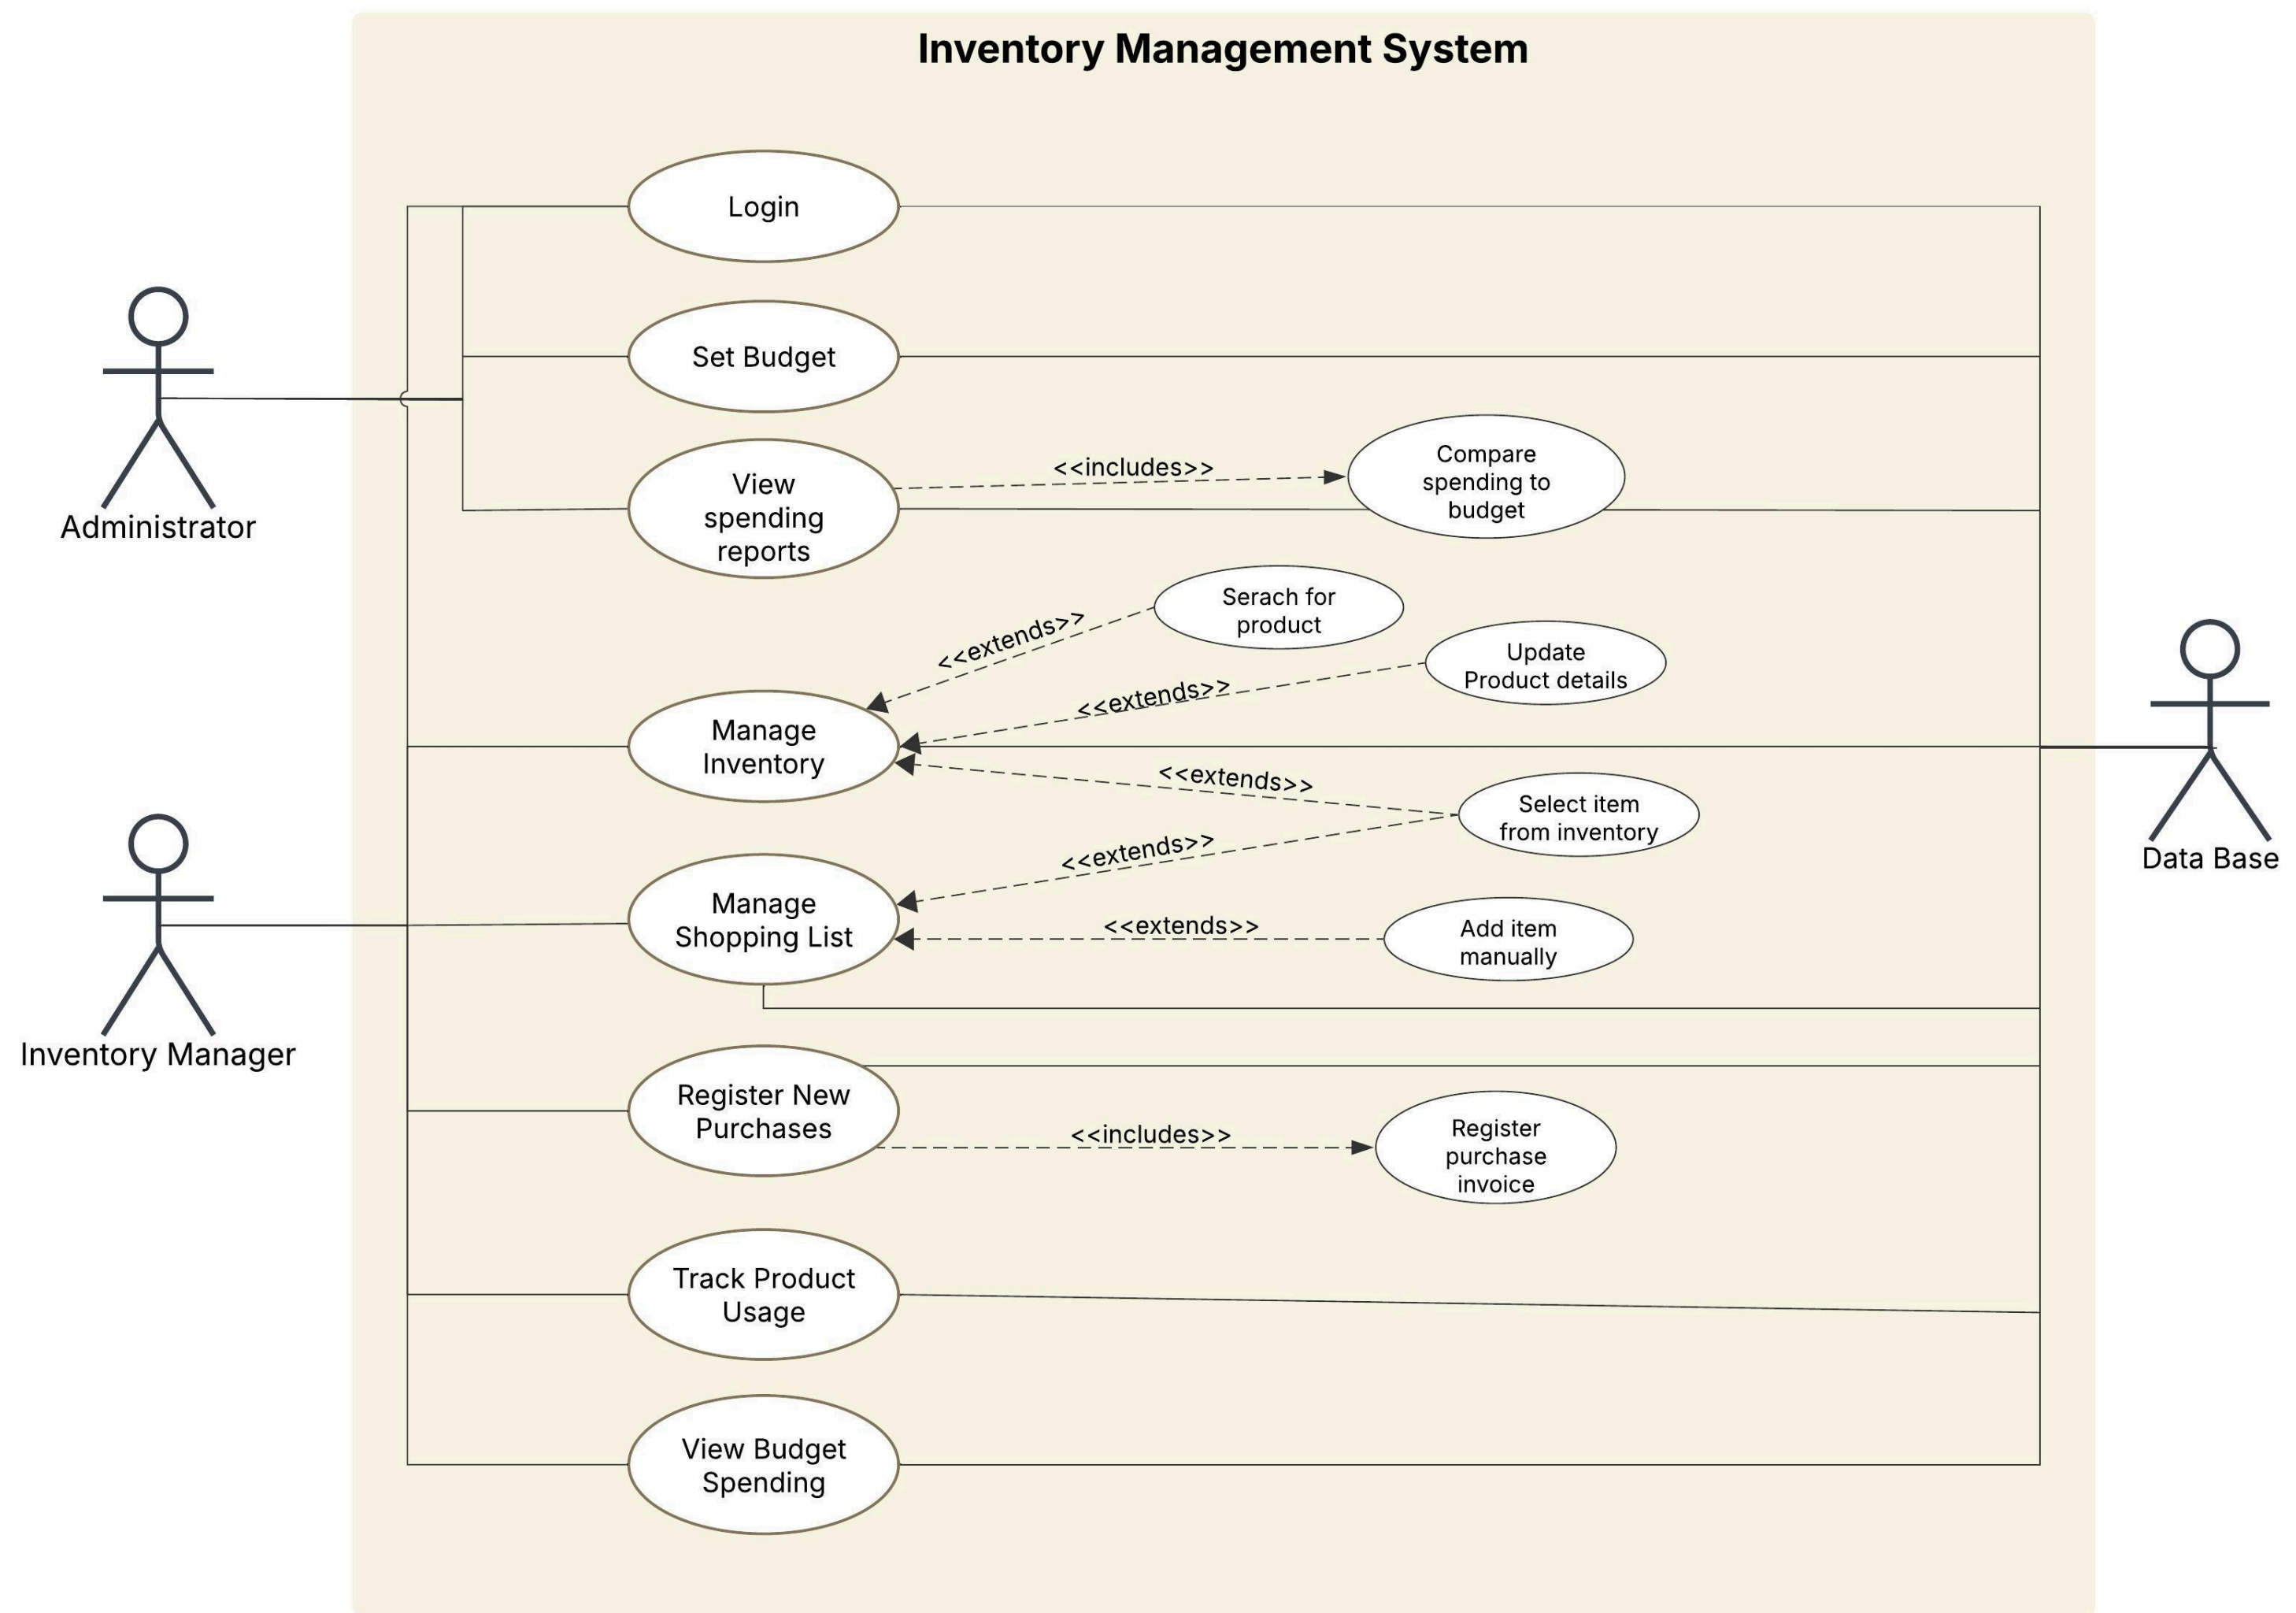 Inventory Management System
Login
Set Budget
View
spending
reports
<<includes>>
Compare
spending to
budget
Administrator
<<extends>>
Serach for
product
<<extends>>
Update
Product details
Manage
Inventory
<<extends>>
Select item
from inventory
<<extends>>
Manage
Shopping List
<<extends>>
Add item
manually
Data Base
Inventory Manager
Register New
Purchases
<<includes>>
Register
purchase
invoice
Track Product
Usage
View Budget
Spending